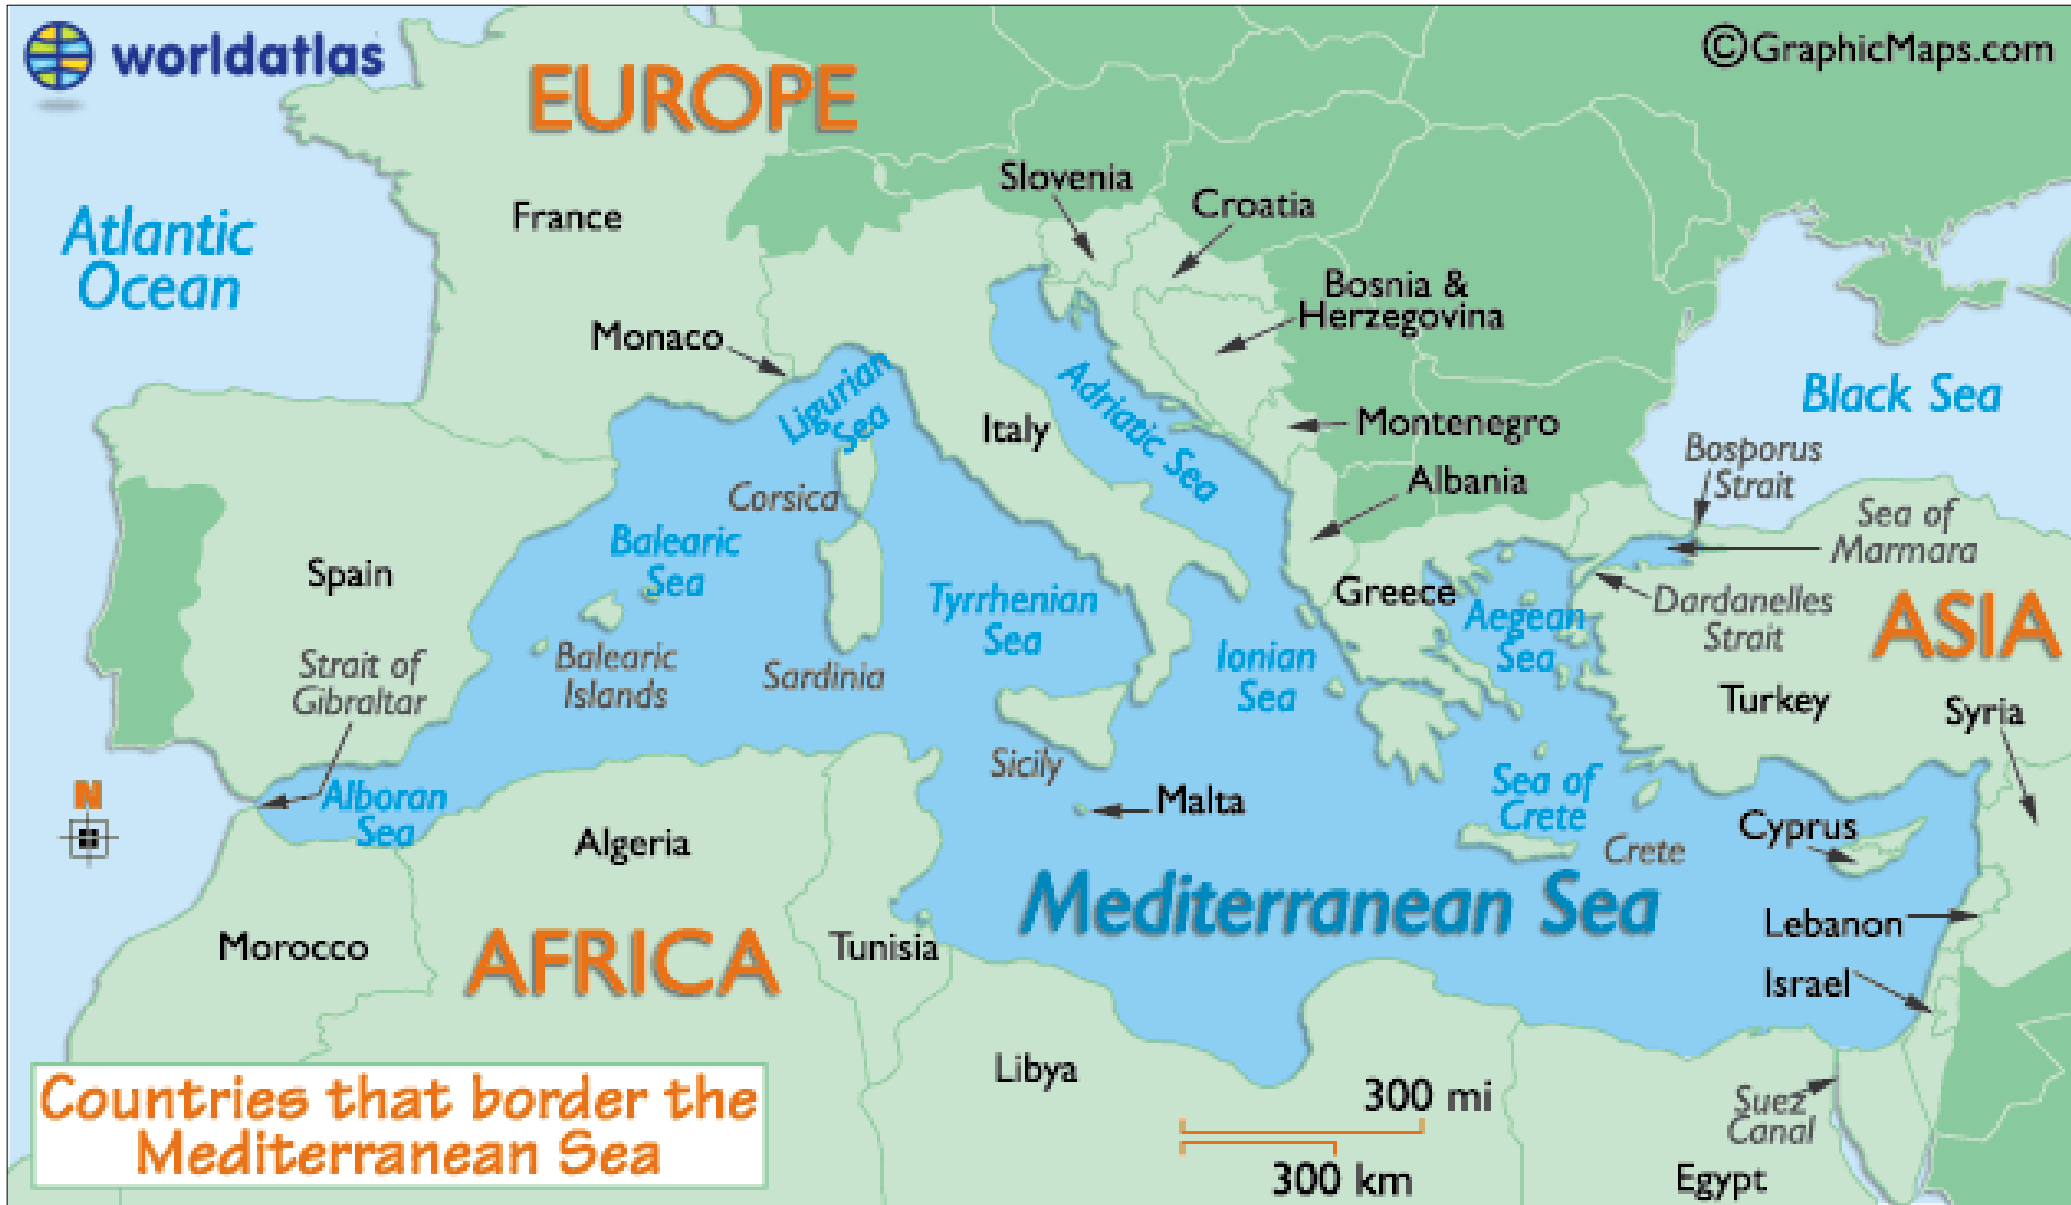 worldatlas
©GraphicMaps.com
EUROPE
Atlantic
Ocean
France
Slovenia
Croatia
Bosnia &
Herzegovina
Monaco
Ligurian
Sea
Italy
Adriatic Sea
Montenegro
Albania
Black Sea
Bosporus
Strait
Sea of
Marmara
Corsica
Balearic
Sea
Spain
Tyrrhenian
Sea
Greece
Aegean
Sea
Dardanelles
Strait
ASIA
Strait of
Gibraltar
Balearic
Islands
Sardinia
Ionian
Sea
Turkey
Syria
Sicily
N
Alboran
Sea
Malta
Sea of
Crete
Crete
Cyprus
Algeria
Mediterranean Sea
Lebanon
Morocco
AFRICA
Tunisia
Israel
Libya
300 mi
300 km
Suez
Canal
Egypt
Countries that border the
Mediterranean Sea